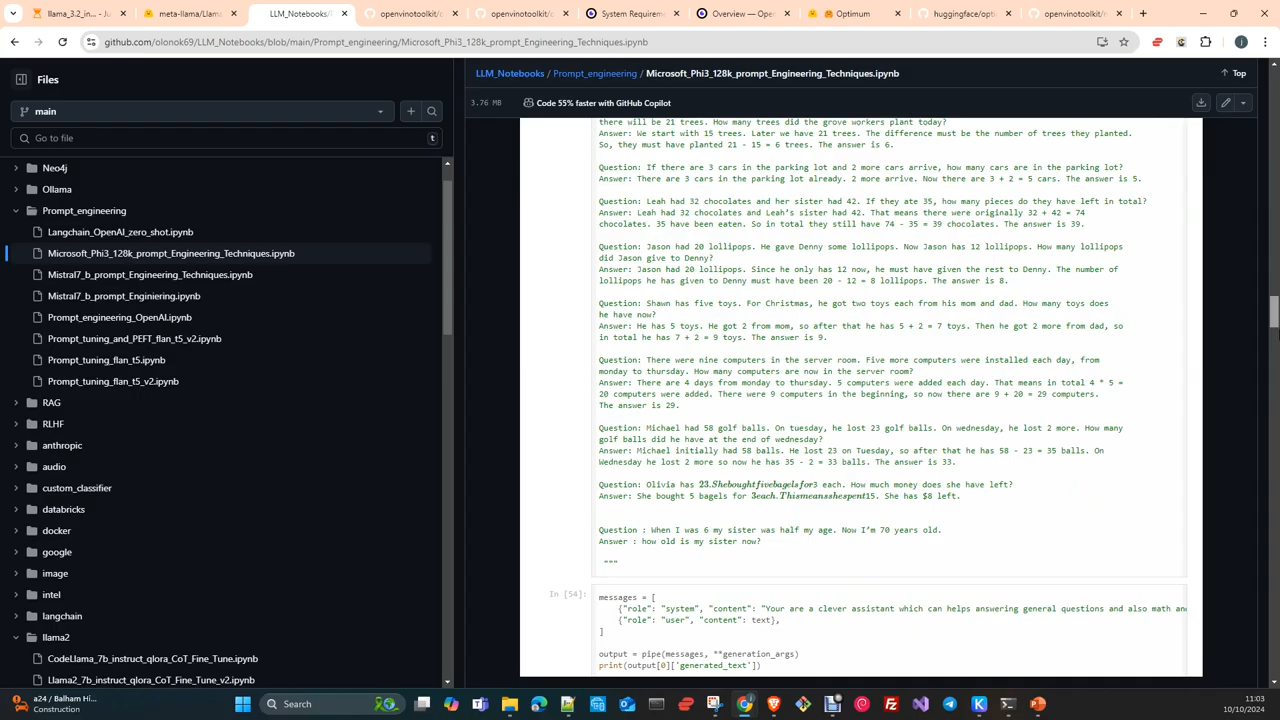 llama_3.2_in... - Ju
meta-llama/Llama
LLM_Notebooks/
openvinotoolkit/c
openvinotoolkit/c
System Requirem
Overview — Open
Optimum
huggingface/opti
openvinotoolkit/
github.com/olonok69/LLM_Notebooks/blob/main/Prompt_engineering/Microsoft_Phi3_128k_prompt_Engineering_Techniques.ipynb
Files
LLM_Notebooks / Prompt_engineering / Microsoft_Phi3_128k_prompt_Engineering_Techniques.ipynb
Top
main
3.76 MB
Code 55% faster with GitHub Copilot
Go to file
t
Neo4j
Ollama
Prompt_engineering
Langchain_OpenAI_zero_shot.ipynb
Microsoft_Phi3_128k_prompt_Engineering_Techniques.ipynb
Mistral7_b_prompt_Engineering_Techniques.ipynb
Mistral7_b_prompt_Enginiering.ipynb
Prompt_engineering_OpenAI.ipynb
Prompt_tuning_and_PEFT_flan_t5_v2.ipynb
Prompt_tuning_flan_t5.ipynb
Prompt_tuning_flan_t5_v2.ipynb
RAG
RLHF
anthropic
audio
custom_classifier
databricks
docker
google
image
intel
langchain
llama2
CodeLlama_7b_instruct_qlora_CoT_Fine_Tune.ipynb
Llama2_7b_instruct_qlora_CoT_Fine_Tune_v2.ipynb
there will be 21 trees. How many trees did the grove workers plant today?
Answer: We start with 15 trees. Later we have 21 trees. The difference must be the number of trees they planted.
So, they must have planted 21 - 15 = 6 trees. The answer is 6.
Question: If there are 3 cars in the parking lot and 2 more cars arrive, how many cars are in the parking lot?
Answer: There are 3 cars in the parking lot already. 2 more arrive. Now there are 3 + 2 = 5 cars. The answer is 5.
Question: Leah had 32 chocolates and her sister had 42. If they ate 35, how many pieces do they have left in total?
Answer: Leah had 32 chocolates and Leah’s sister had 42. That means there were originally 32 + 42 = 74
chocolates. 35 have been eaten. So in total they still have 74 - 35 = 39 chocolates. The answer is 39.
Question: Jason had 20 lollipops. He gave Denny some lollipops. Now Jason has 12 lollipops. How many lollipops
did Jason give to Denny?
Answer: Jason had 20 lollipops. Since he only has 12 now, he must have given the rest to Denny. The number of
lollipops he has given to Denny must have been 20 - 12 = 8 lollipops. The answer is 8.
Question: Shawn has five toys. For Christmas, he got two toys each from his mom and dad. How many toys does
he have now?
Answer: He has 5 toys. He got 2 from mom, so after that he has 5 + 2 = 7 toys. Then he got 2 more from dad, so
in total he has 7 + 2 = 9 toys. The answer is 9.
Question: There were nine computers in the server room. Five more computers were installed each day, from
monday to thursday. How many computers are now in the server room?
Answer: There are 4 days from monday to thursday. 5 computers were added each day. That means in total 4 * 5 =
20 computers were added. There were 9 computers in the beginning, so now there are 9 + 20 = 29 computers.
The answer is 29.
Question: Michael had 58 golf balls. On tuesday, he lost 23 golf balls. On wednesday, he lost 2 more. How many
golf balls did he have at the end of wednesday?
Answer: Michael initially had 58 balls. He lost 23 on Tuesday, so after that he has 58 - 23 = 35 balls. On
Wednesday he lost 2 more so now he has 35 - 2 = 33 balls. The answer is 33.
Question: Olivia has 23.Sheboughtfivebagelsfor3 each. How much money does she have left?
Answer: She bought 5 bagels for 3each.Thismeansshespent15. She has $8 left.
Question : When I was 6 my sister was half my age. Now I’m 70 years old.
Answer : how old is my sister now?
"""
In [54]:
messages = [
{"role": "system", "content": "Your are a clever assistant which can helps answering general questions and also math and
{"role": "user", "content": text},
]
output = pipe(messages, **generation_args)
print(output[0]['generated_text'])
a24 / Balham Hi...
Construction
Search
11:03
10/10/2024